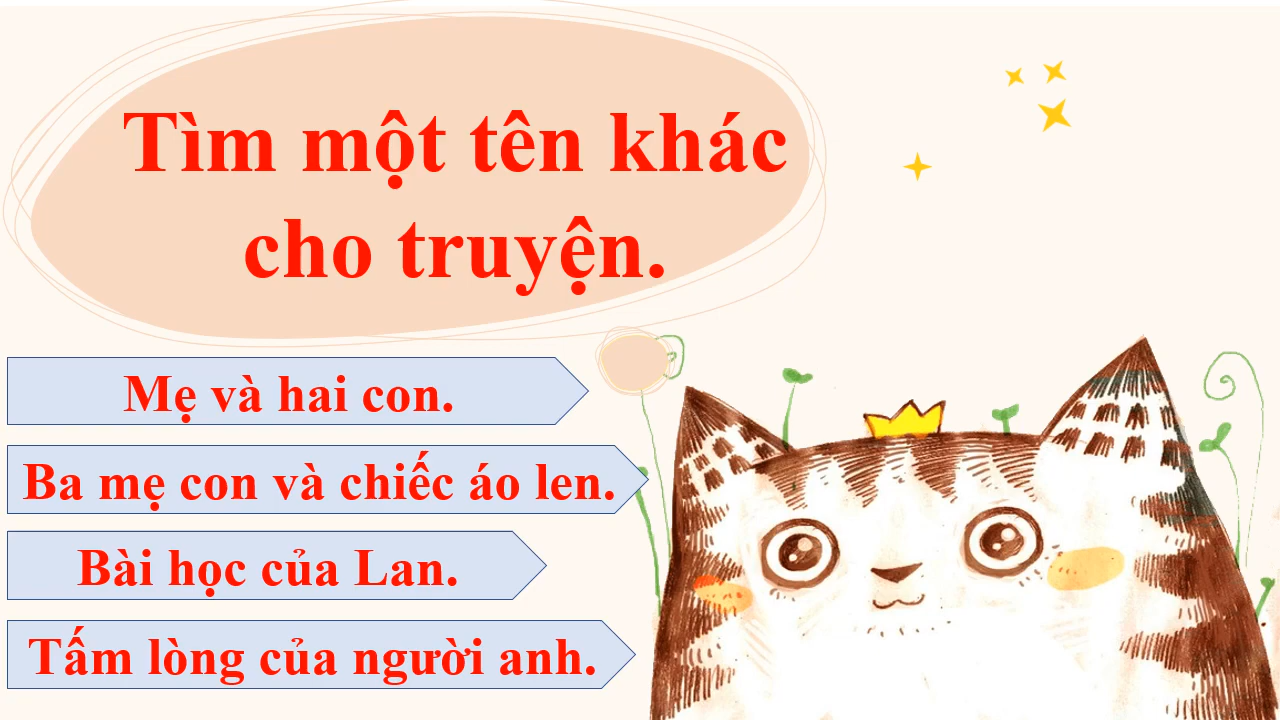 Tìm một tên khác
cho truyện.
Mẹ và hai con.
Ba mẹ con và chiếc áo len.
Bài học của Lan.
Tấm lòng của người anh.